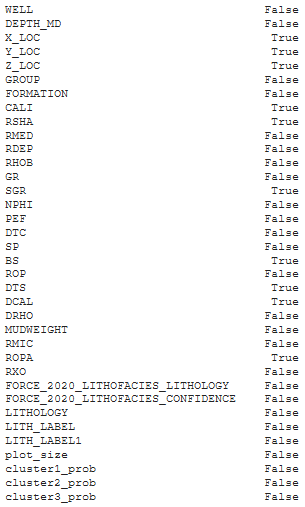 WELL False
DEPTH_MD False
X_LOC True
Y_LOC True
Z_LOC True
GROUP False
FORMATION False
CALI True
RSHA True
RMED False
RDEP False
RHOB False
GR False
SGR True
NPHI False
PEF False
DTC False
SP False
BS True
ROP False
DTS True
DCAL True
DRHO False
MUDWEIGHT False
RMIC False
ROPA True
RXO False
FORCE_2020_LITHOFACIES_LITHOLOGY False
FORCE_2020_LITHOFACIES_CONFIDENCE False
LITHOLOGY False
LITH_LABEL False
LITH_LABEL1 False
plot_size False
cluster1_prob False
cluster2_prob False
cluster3_prob False